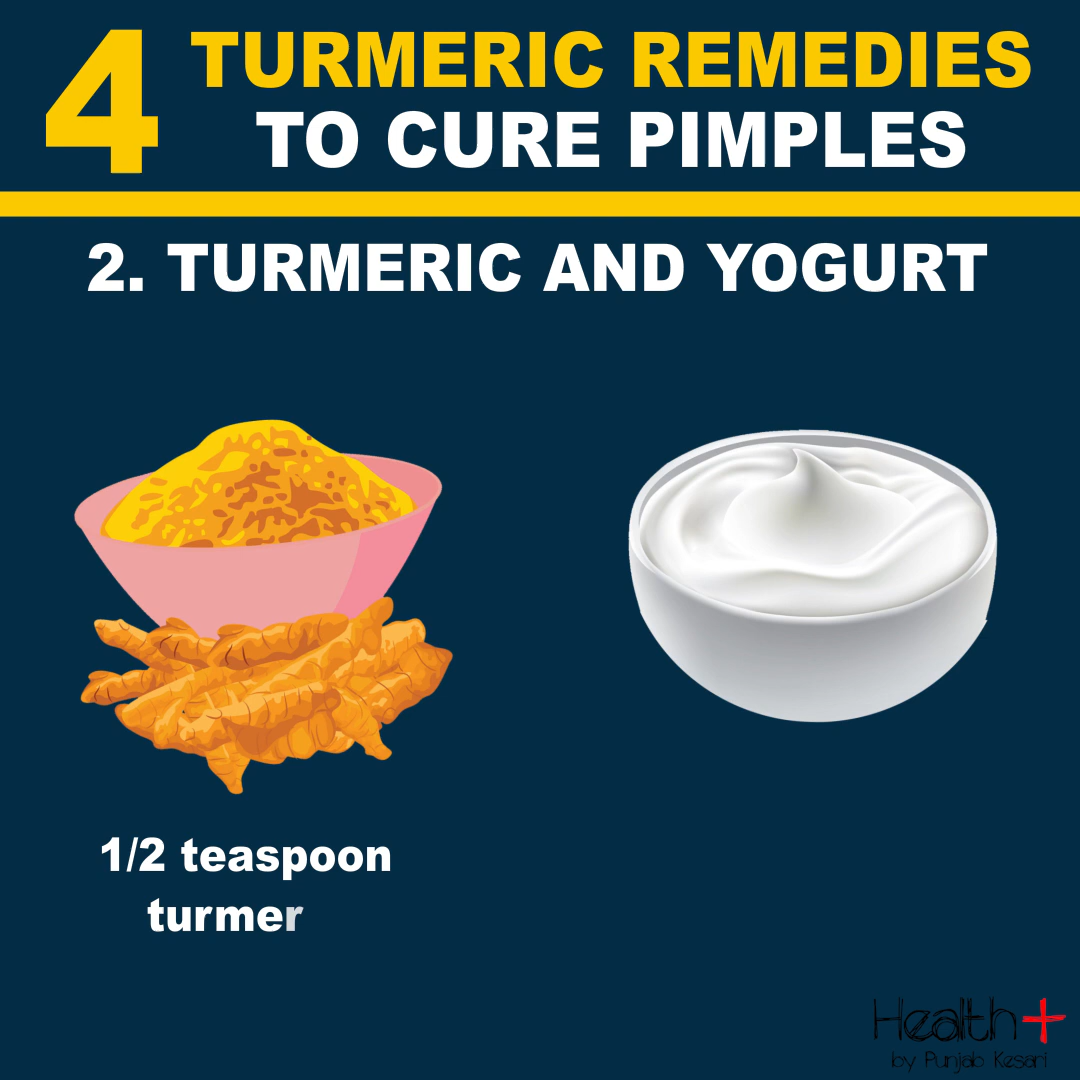 4 TURMERIC REMEDIES
TO CURE PIMPLES
2. TURMERIC AND YOGURT
1/2 teaspoon
turmer
Health+
by Punjab Kesari